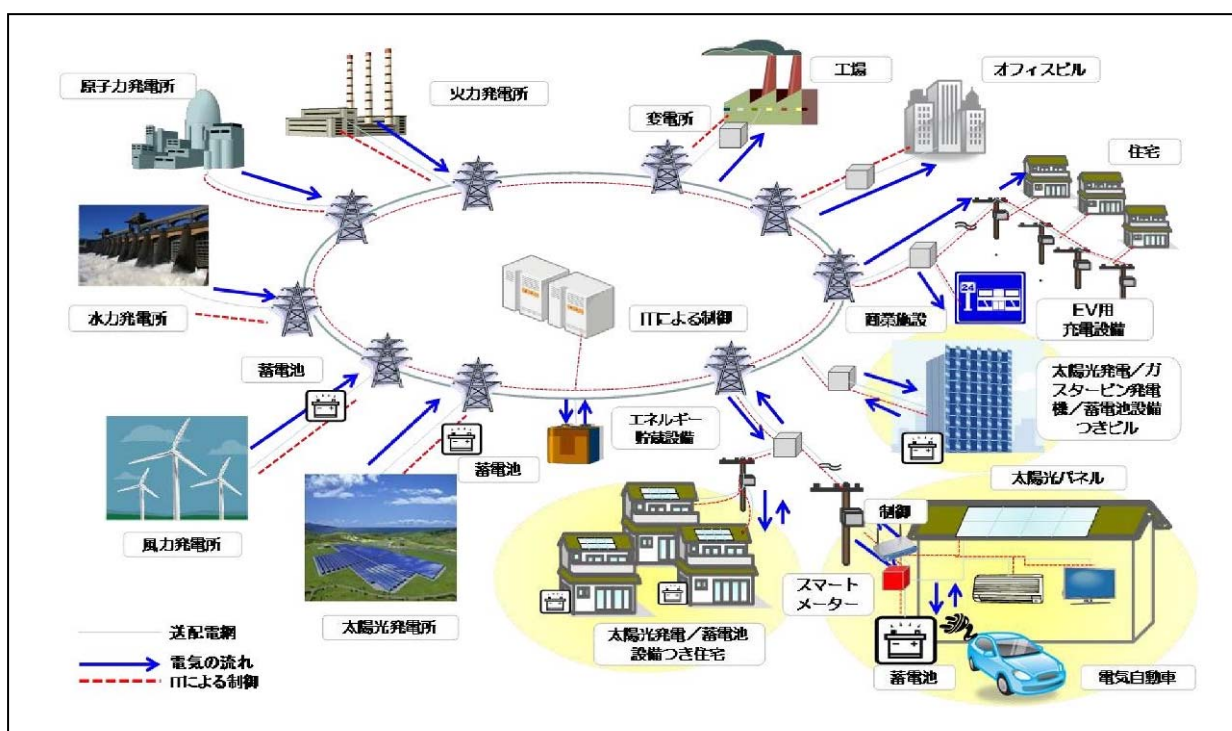 原子力発電所
火力発電所
変電所
工場
オフィスビル
住宅
水力発電所
ITによる制御
24
商業施設
EV用
充電設備
蓄電池
蓄電池
エネルギー
貯蔵設備
太陽光発電/ガ
スタービン発電
機/蓄電池設備
つきビル
風力発電所
太陽光発電所
太陽光発電/蓄電池
設備つき住宅
太陽光パネル
制御
スマート
メーター
蓄電池
電気自動車
送配電網
電気の流れ
ITによる制御